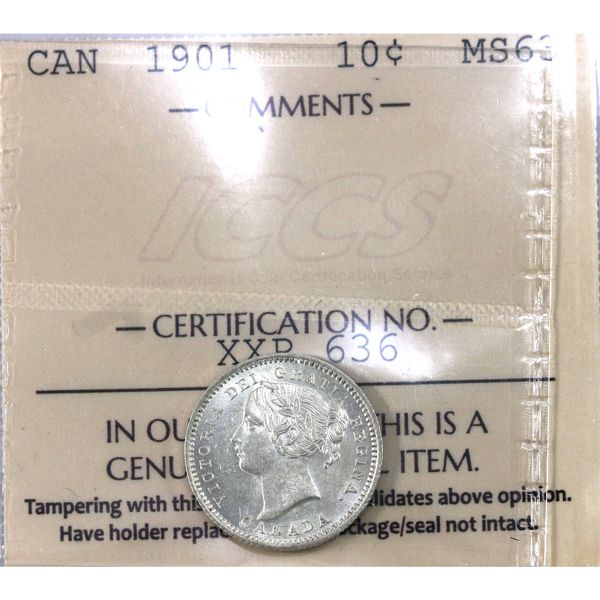 CAN 1901 10¢ MS63
— COMMENTS —
ICCS
International Coin Certification Service
— CERTIFICATION NO. —
XXP 636
IN OU THIS IS A
GENU L ITEM.
Tampering with thi lidates above opinion.
Have holder replac ckage/seal not intact.
VICTORIA DEI GRATIA REGINA.
CANADA